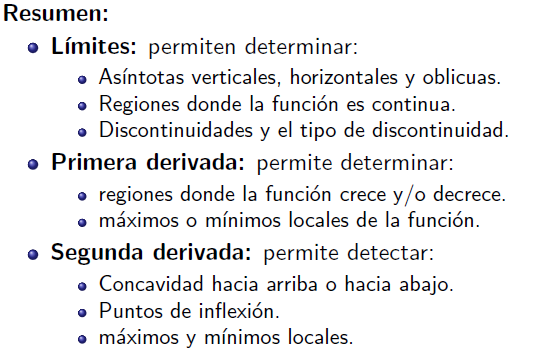 Resumen:
Límites: permiten determinar:
Asíntotas verticales, horizontales y oblicuas.
Regiones donde la función es continua.
Discontinuidades y el tipo de discontinuidad.
Primera derivada: permite determinar:
regiones donde la función crece y/o decrece.
máximos o mínimos locales de la función.
Segunda derivada: permite detectar:
Concavidad hacia arriba o hacia abajo.
Puntos de inflexión.
máximos y mínimos locales.